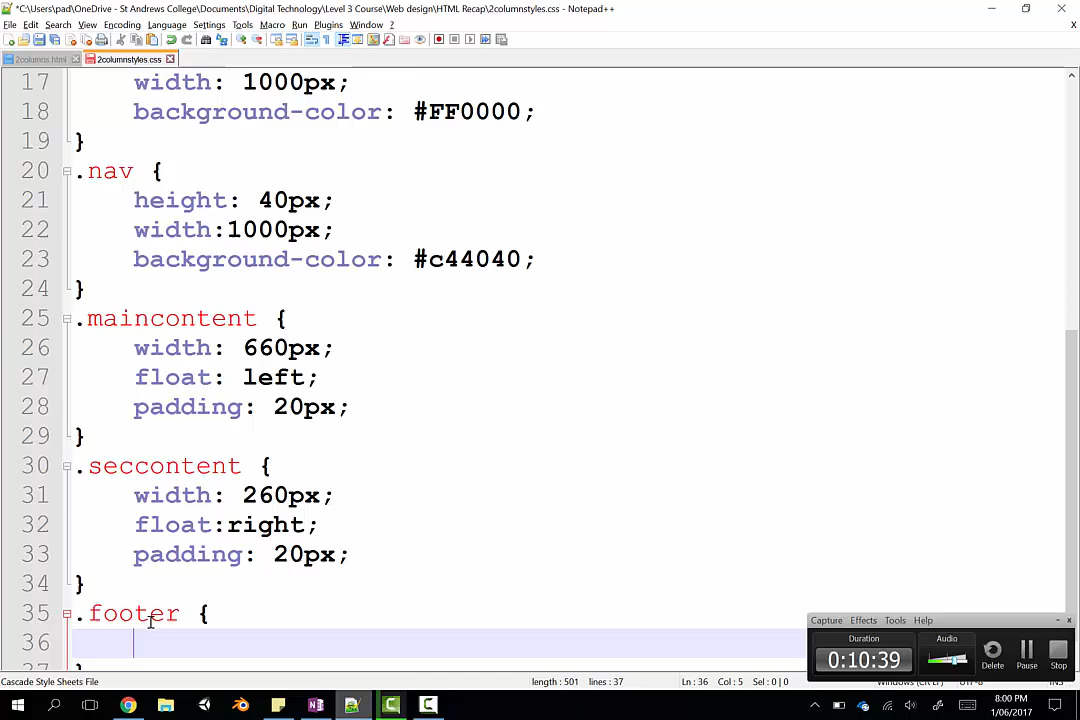 *C:\Users\pad\OneDrive - St Andrews College\Documents\Digital Technology\Level 3 Course\Web design\HTML Recap\2columnstyles.css - Notepad++
File Edit Search View Encoding Language Settings Tools Macro Run Plugins Window ? X
2columns.html 2columnstyles.css
17 width: 1000px;
18 background-color: #FF0000;
19 }
20 .nav {
21 height: 40px;
22 width:1000px;
23 background-color: #c44040;
24 }
25 .maincontent {
26 width: 660px;
27 float: left;
28 padding: 20px;
29 }
30 .seccontent {
31 width: 260px;
32 float:right;
33 padding: 20px;
34 }
35 .footer {
36
37 }
Capture Effects Tools Help
Duration Audio
0:10:39 Delete Pause Stop
Cascade Style Sheets File length : 501 lines : 37 Ln : 36 Col : 5 Sel : 0 | 0
8:00 PM
1/06/2017